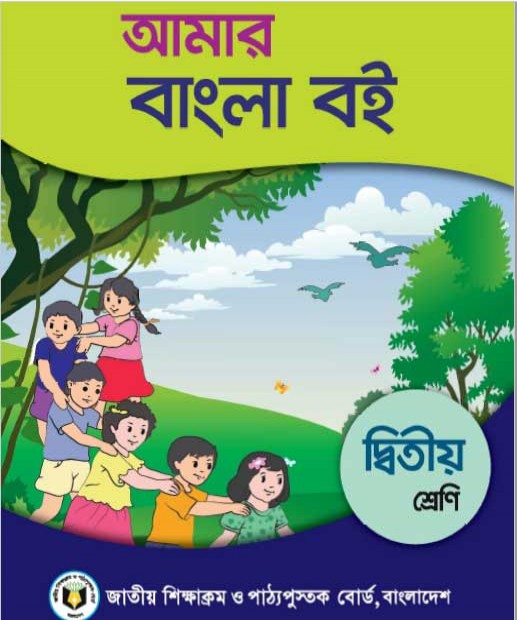 আমার
বাংলা বই
দ্বিতীয়
শ্রেণি
জাতীয় শিক্ষাক্রম ও পাঠ্যপুস্তক বোর্ড, বাংলাদেশ